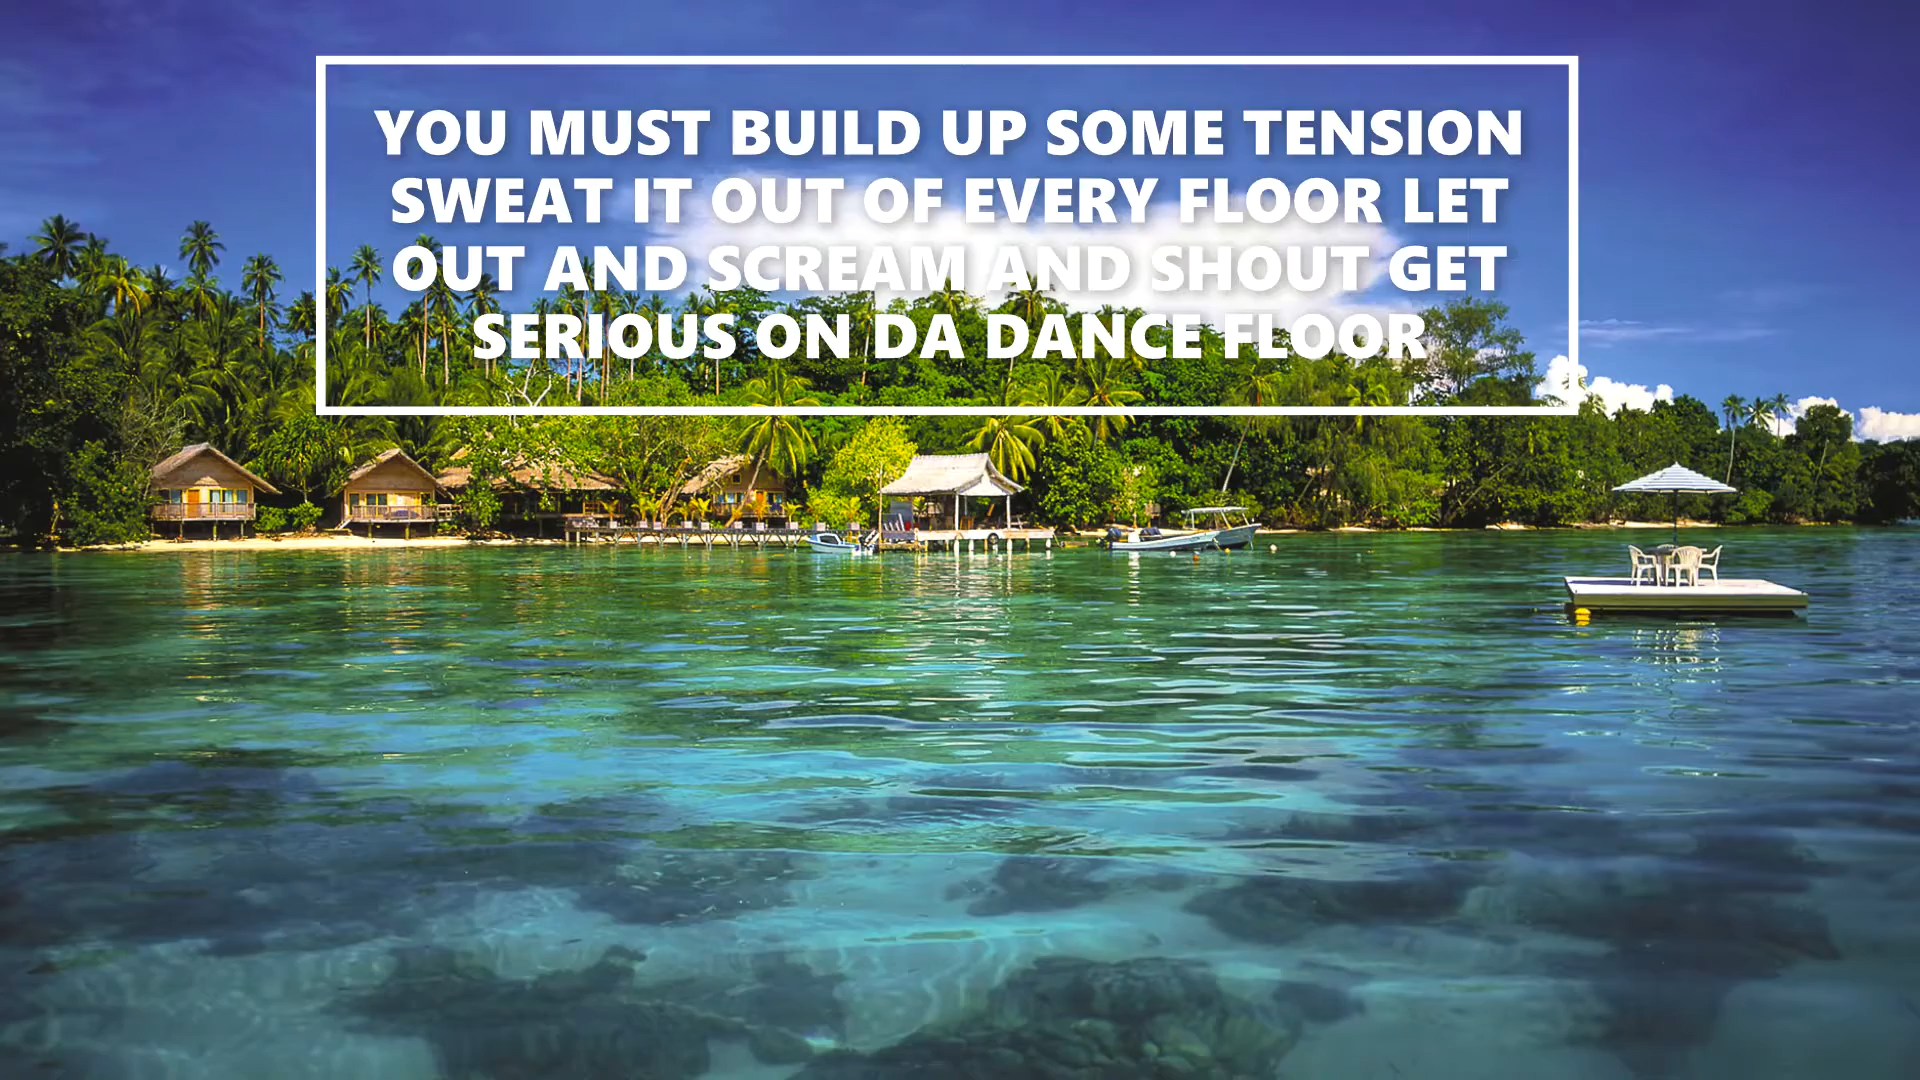 YOU MUST BUILD UP SOME TENSION
SWEAT IT OUT OF EVERY FLOOR LET
OUT AND SCREAM AND SHOUT GET
SERIOUS ON DA DANCE FLOOR